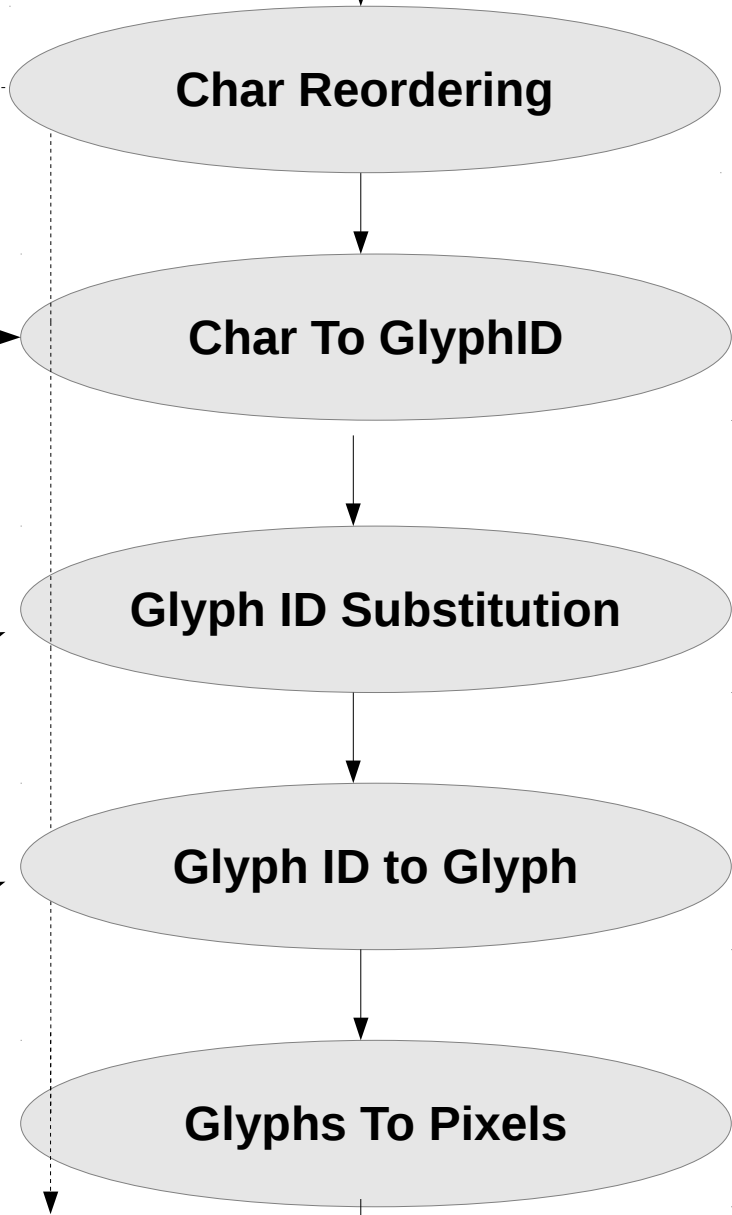 Char Reordering
Char To GlyphID
Glyph ID Substitution
Glyph ID to Glyph
Glyphs To Pixels